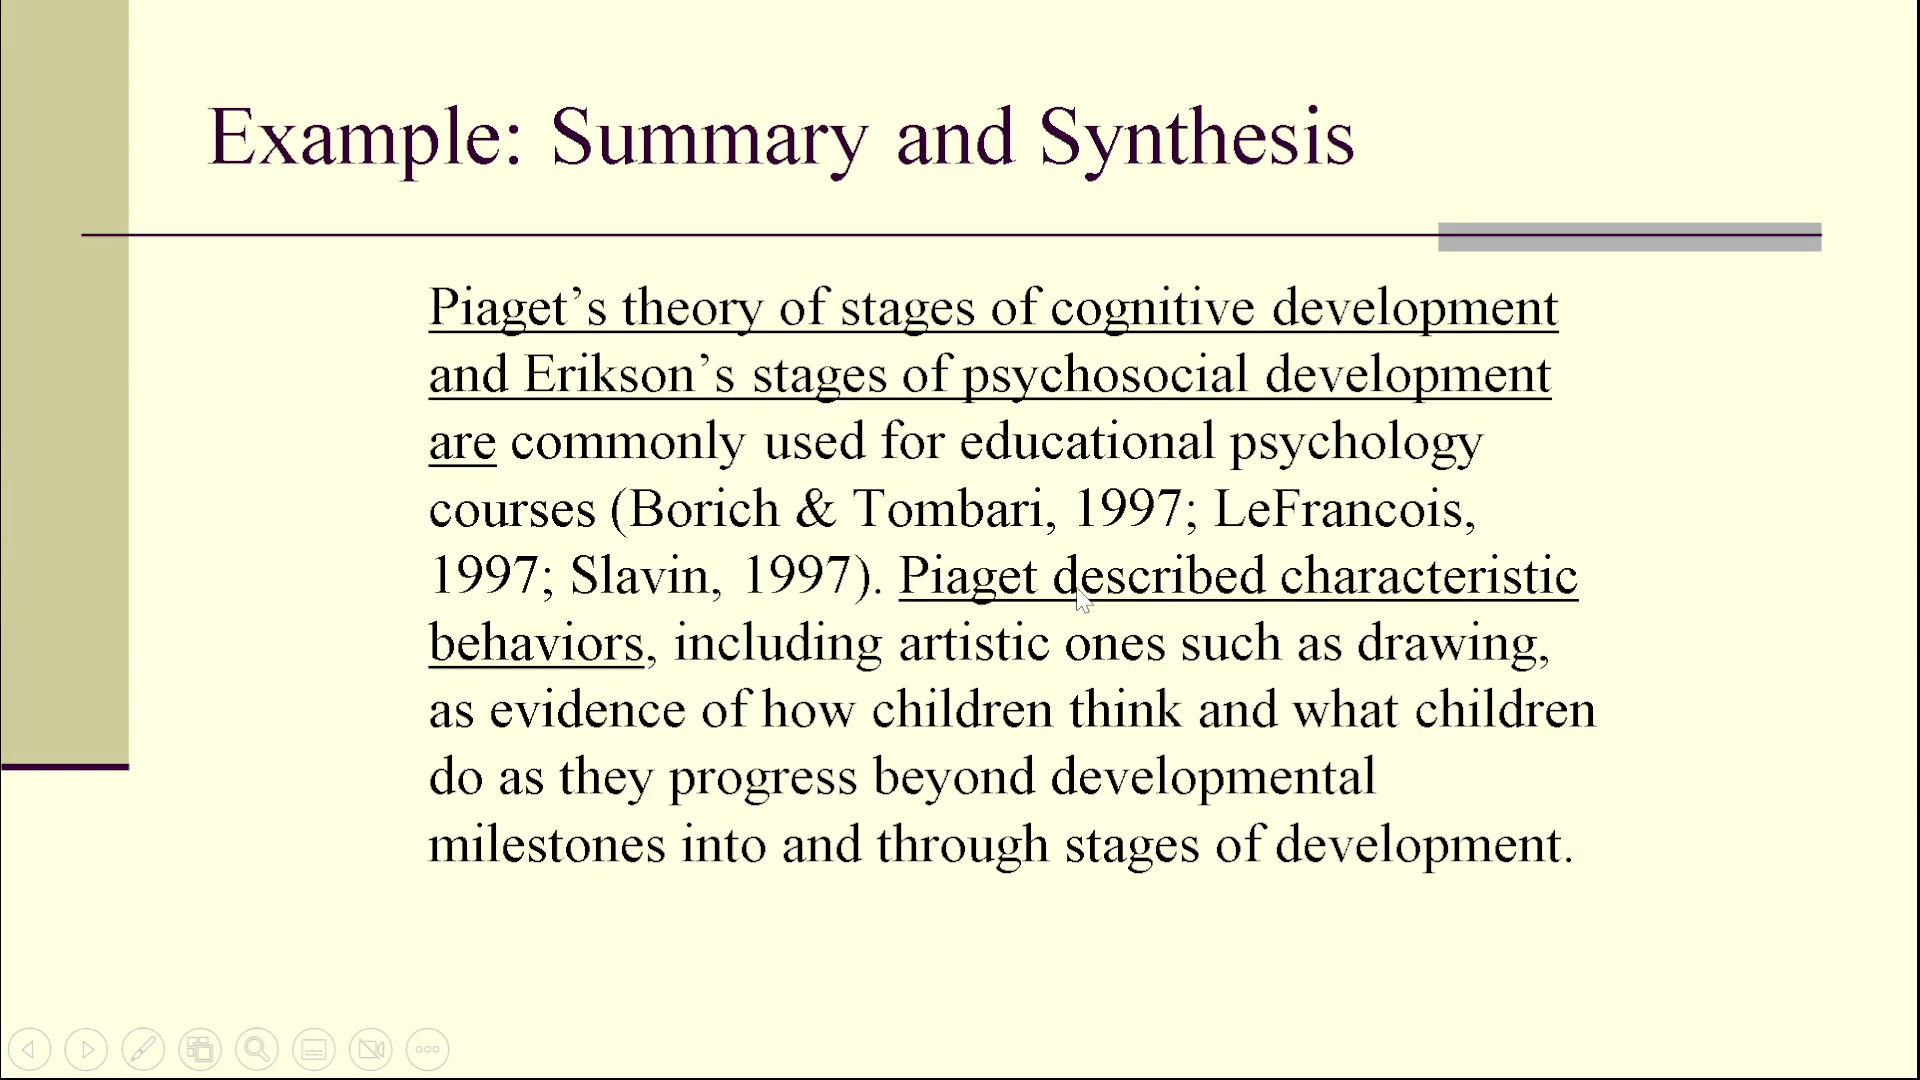 Example: Summary and Synthesis
Piaget’s theory of stages of cognitive development
and Erikson’s stages of psychosocial development
are commonly used for educational psychology
courses (Borich & Tombari, 1997; LeFrancois,
1997; Slavin, 1997). Piaget described characteristic
behaviors, including artistic ones such as drawing,
as evidence of how children think and what children
do as they progress beyond developmental
milestones into and through stages of development.